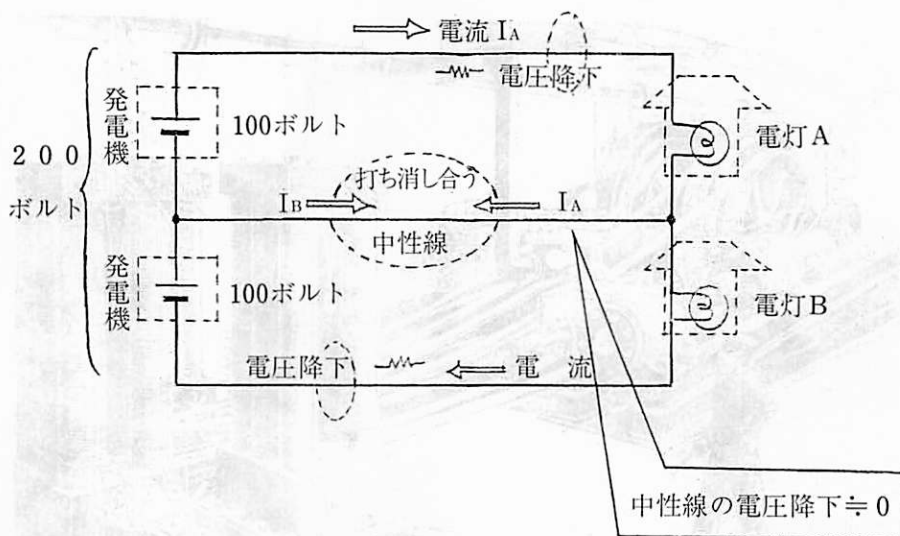 電流 IA
電圧降下
発電機
100ボルト
電灯A
200
ボルト
打ち消し合う
IB
IA
中性線
発電機
100ボルト
電灯B
電圧降下
電 流
中性線の電圧降下≒0